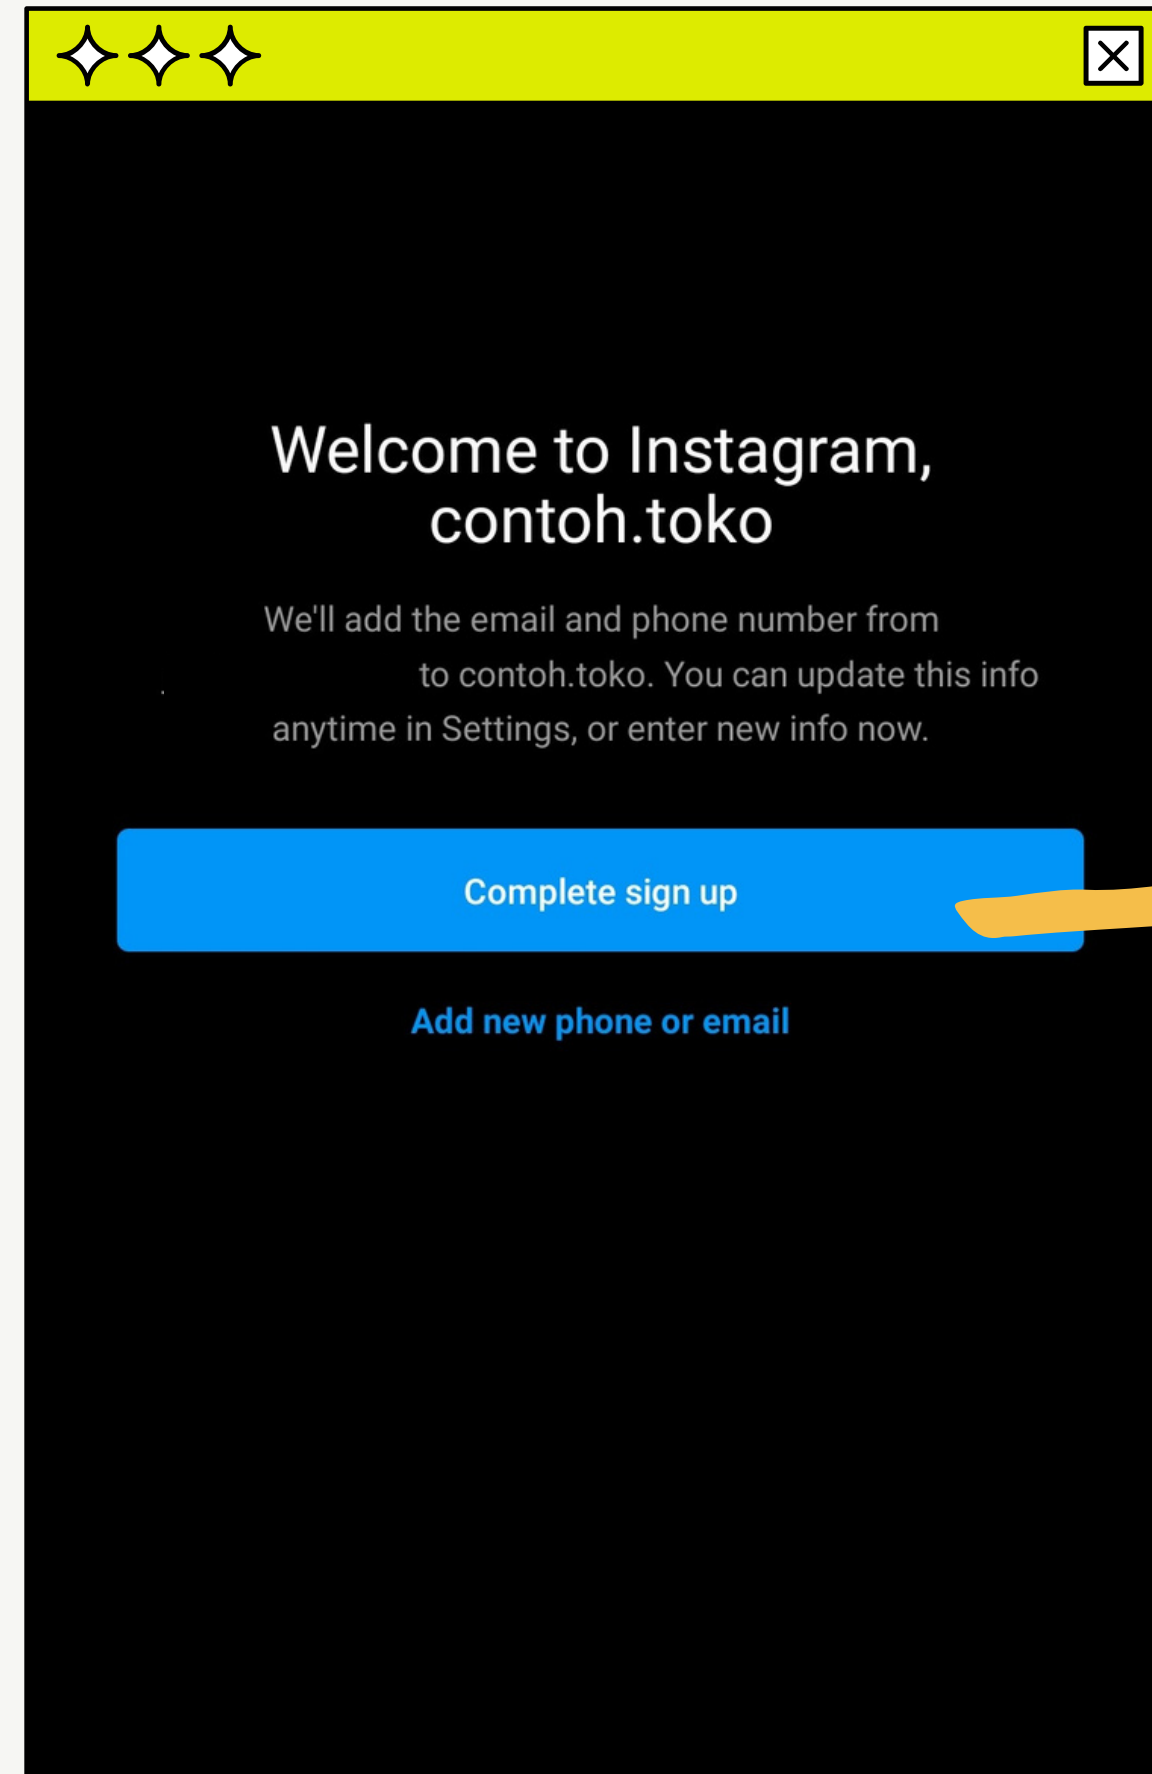 Welcome to Instagram,
contoh.toko
We'll add the email and phone number from
to contoh.toko. You can update this info
anytime in Settings, or enter new info now.
Complete sign up
Add new phone or email